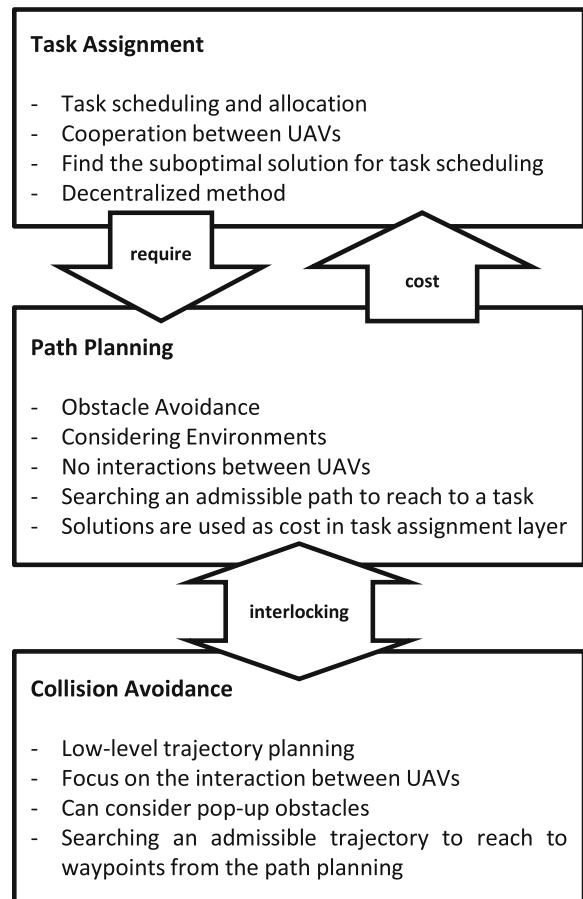 Task Assignment
- Task scheduling and allocation
- Cooperation between UAVs
- Find the suboptimal solution for task scheduling
- Decentralized method
require
cost
Path Planning
- Obstacle Avoidance
- Considering Environments
- No interactions between UAVs
- Searching an admissible path to reach to a task
- Solutions are used as cost in task assignment layer
interlocking
Collision Avoidance
- Low-level trajectory planning
- Focus on the interaction between UAVs
- Can consider pop-up obstacles
- Searching an admissible trajectory to reach to
waypoints from the path planning